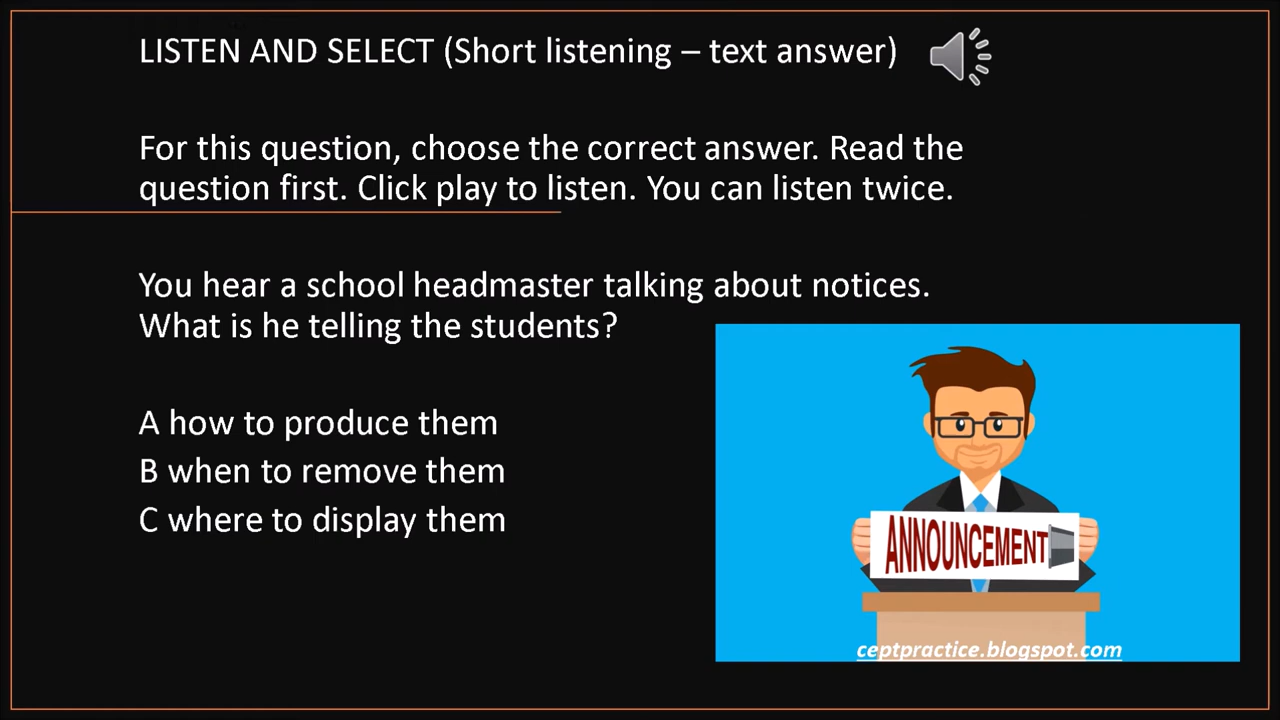 LISTEN AND SELECT (Short listening – text answer)
For this question, choose the correct answer. Read the
question first. Click play to listen. You can listen twice.
You hear a school headmaster talking about notices.
What is he telling the students?
A how to produce them
B when to remove them
C where to display them
ANNOUNCEMENT
ceptpractice.blogspot.com